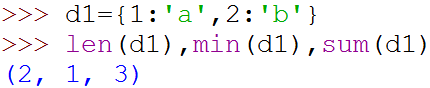 >>> d1={1:'a',2:'b'}
>>> len(d1),min(d1),sum(d1)
(2, 1, 3)